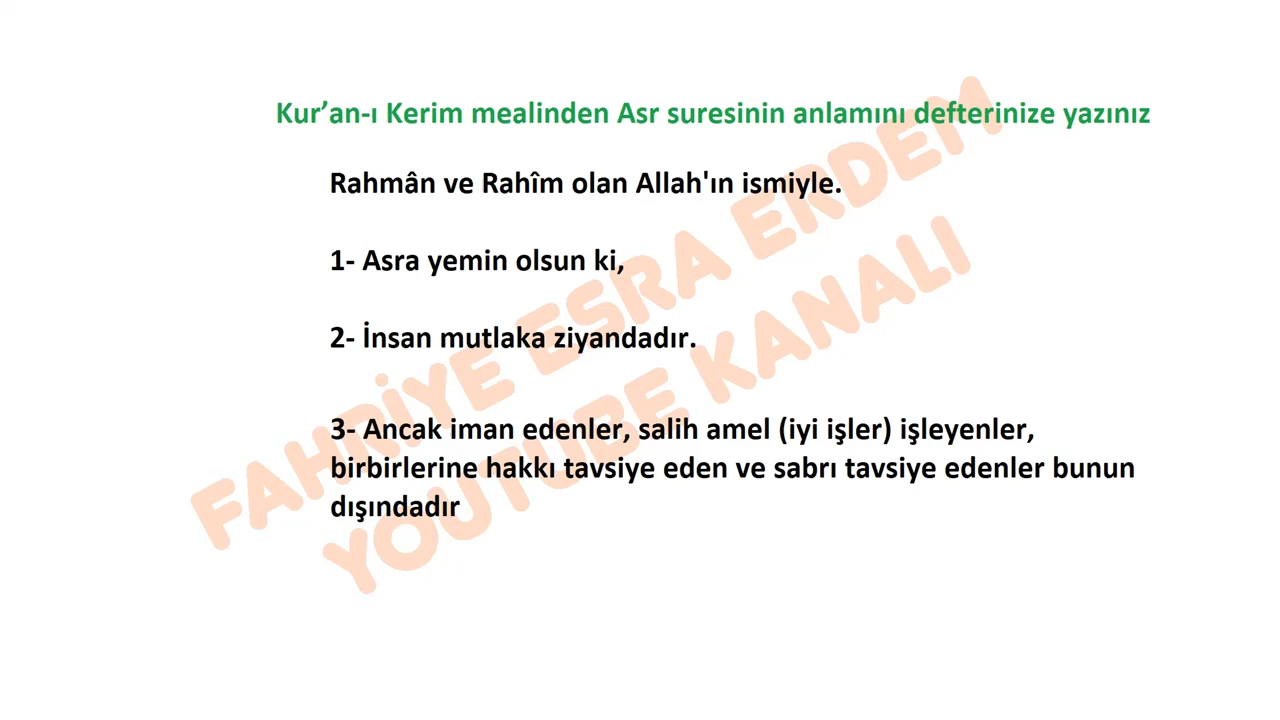 Kur’an-ı Kerim mealinden Asr suresinin anlamını defterinize yazınız
Rahmân ve Rahîm olan Allah'ın ismiyle.
1- Asra yemin olsun ki,
2- İnsan mutlaka ziyandadır.
3- Ancak iman edenler, salih amel (iyi işler) işleyenler,
birbirlerine hakkı tavsiye eden ve sabrı tavsiye edenler bunun
dışındadır
FAHRİYE ESRA ERDEM
YOUTUBE KANALI